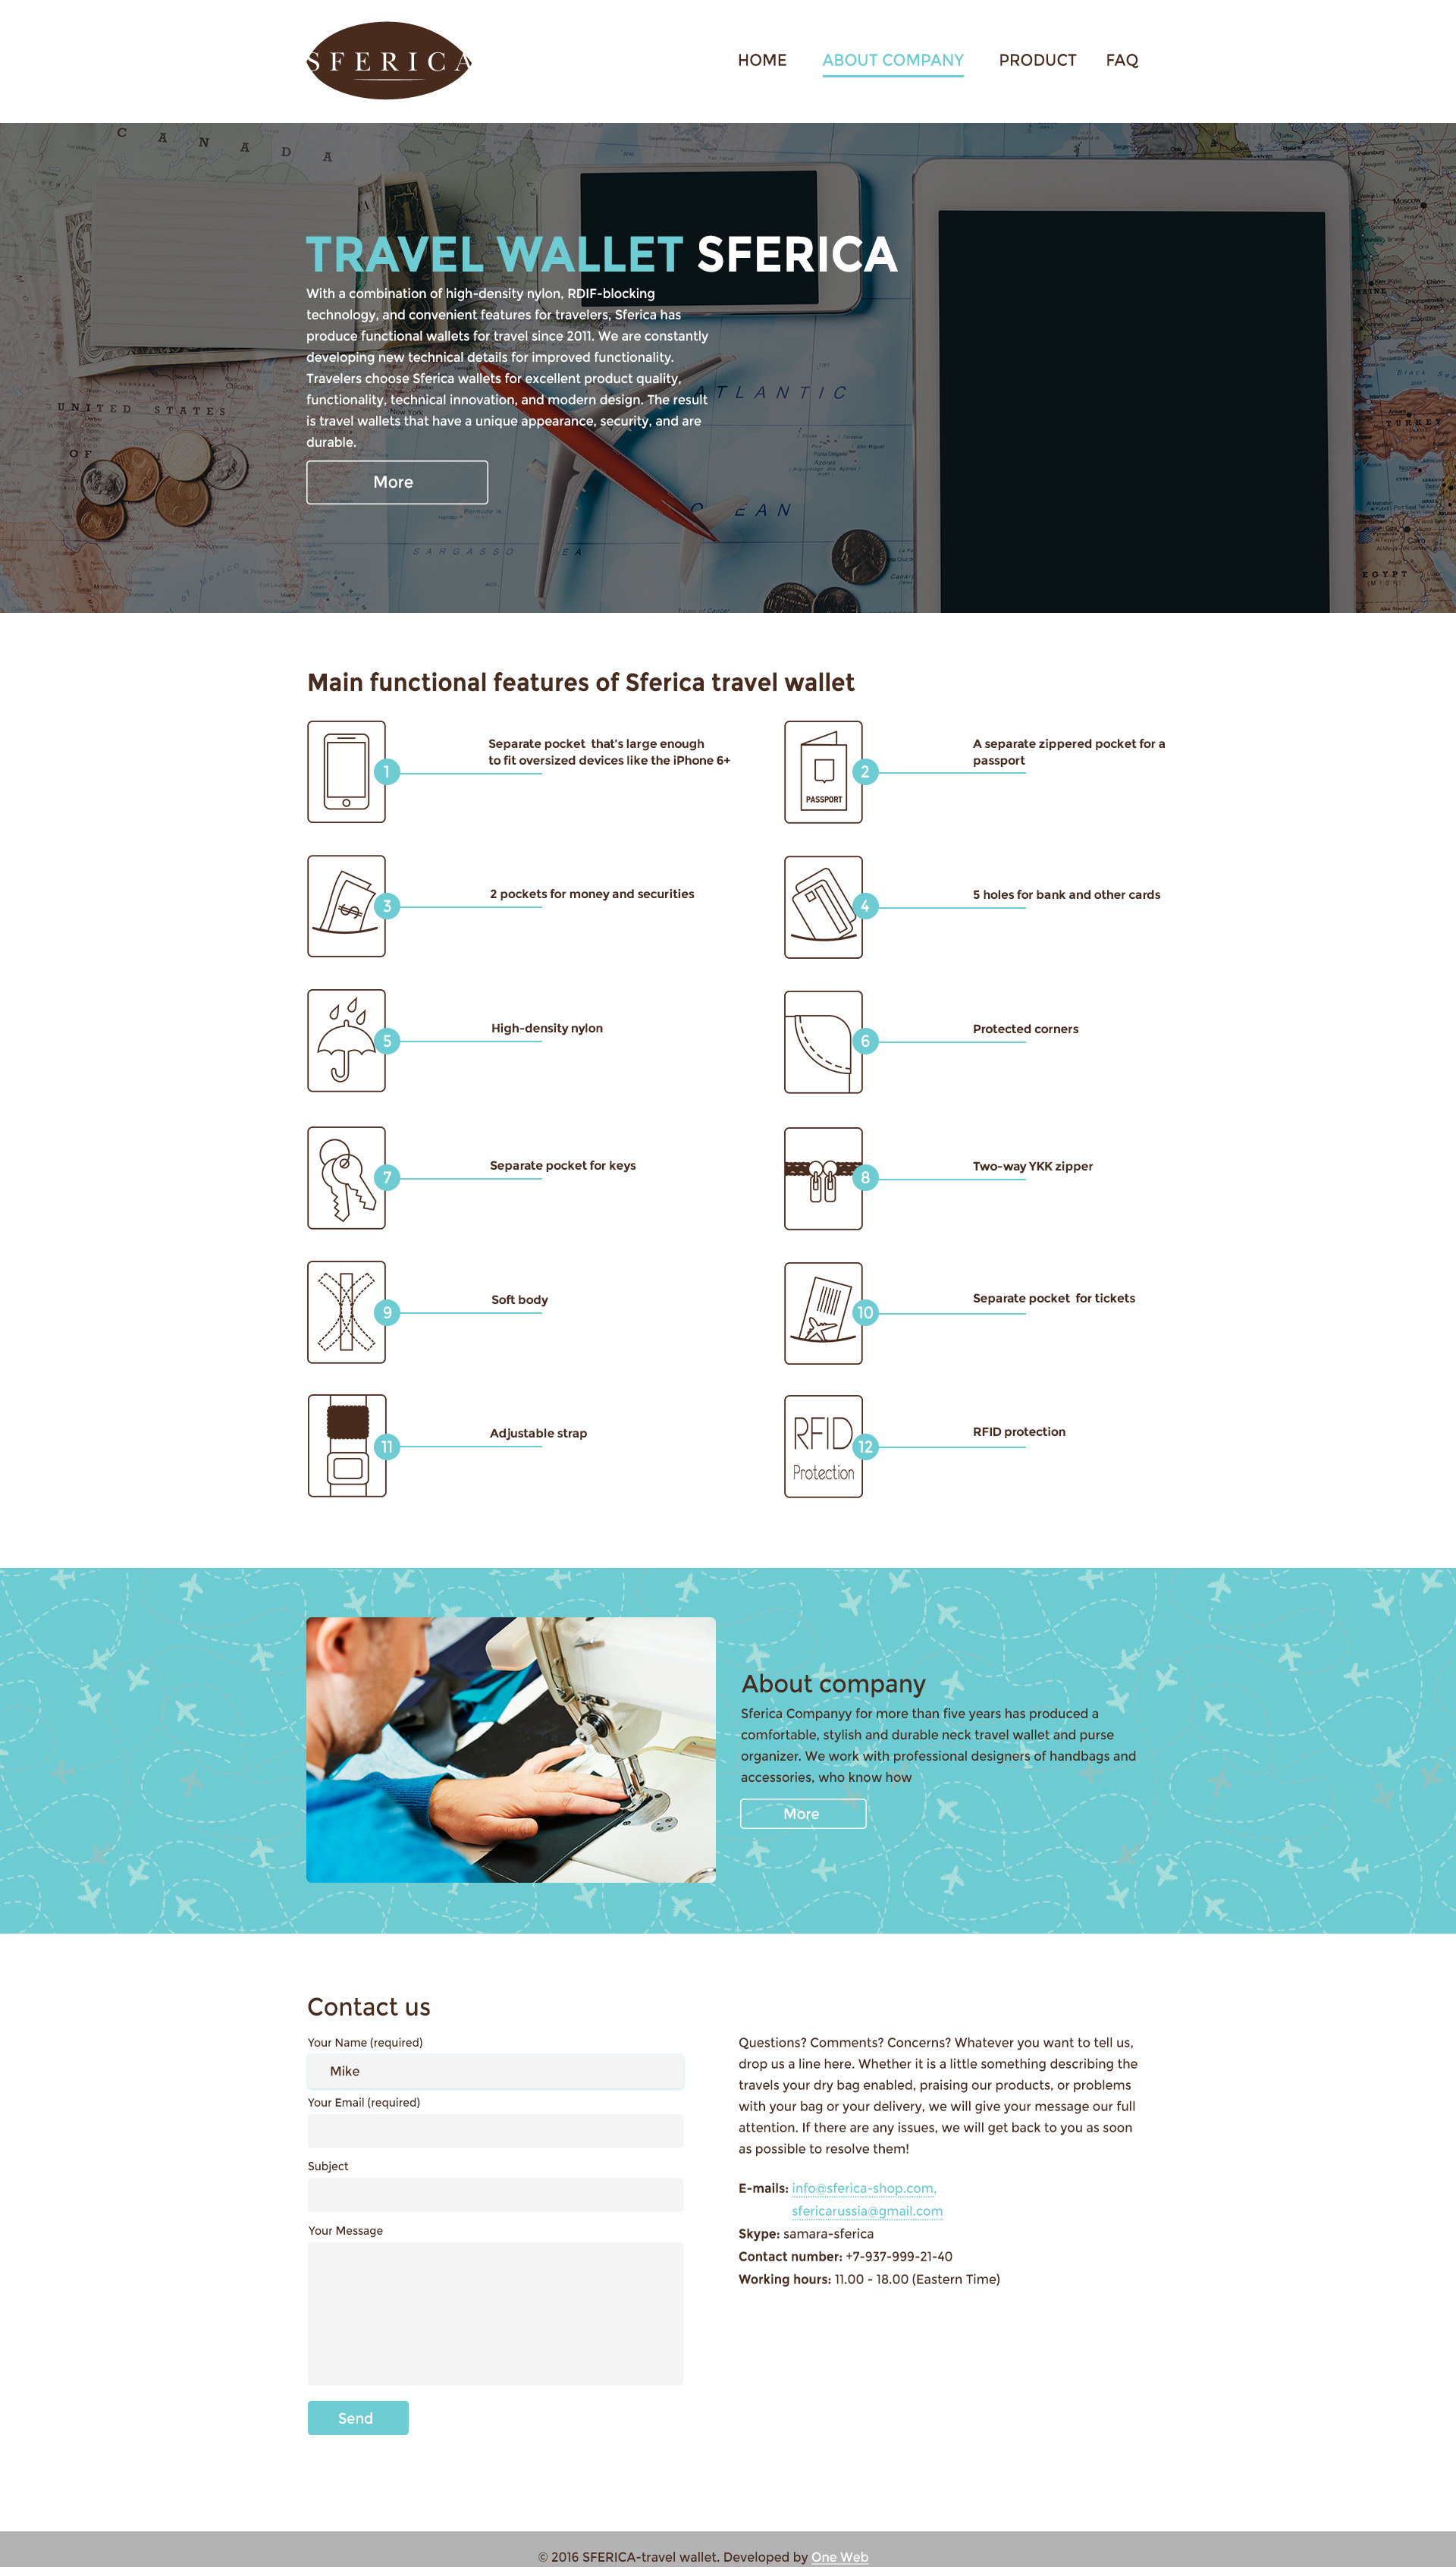 SFERICA
HOME ABOUT COMPANY PRODUCT FAQ
CANADA
UNITED STATES
OF
ATLANTIC
SARGASSO
Mexico
Moscow
TURKEY
EGYPT
TRAVEL WALLET SFERICA
With a combination of high-density nylon, RDIF-blocking
technology, and convenient features for travelers, Sferica has
produce functional wallets for travel since 2011. We are constantly
developing new technical details for improved functionality.
Travelers choose Sferica wallets for excellent product quality,
functionality, technical innovation, and modern design. The result
is travel wallets that have a unique appearance, security, and are
durable.
More
Main functional features of Sferica travel wallet
1
Separate pocket that's large enough
to fit oversized devices like the iPhone 6+
PASSPORT
2
A separate zippered pocket for a
passport
3
2 pockets for money and securities
4
5 holes for bank and other cards
5
High-density nylon
6
Protected corners
7
Separate pocket for keys
8
Two-way YKK zipper
9
Soft body
10
Separate pocket for tickets
11
Adjustable strap
RFID
Protection
12
RFID protection
About company
Sferica Companyy for more than five years has produced a
comfortable, stylish and durable neck travel wallet and purse
organizer. We work with professional designers of handbags and
accessories, who know how
More
Contact us
Your Name (required)
Mike
Your Email (required)
Subject
Your Message
Send
Questions? Comments? Concerns? Whatever you want to tell us,
drop us a line here. Whether it is a little something describing the
travels your dry bag enabled, praising our products, or problems
with your bag or your delivery, we will give your message our full
attention. If there are any issues, we will get back to you as soon
as possible to resolve them!
E-mails: info@sferica-shop.com,
sfericarussia@gmail.com
Skype: samara-sferica
Contact number: +7-937-999-21-40
Working hours: 11.00 - 18.00 (Eastern Time)
© 2016 SFERICA-travel wallet. Developed by One Web